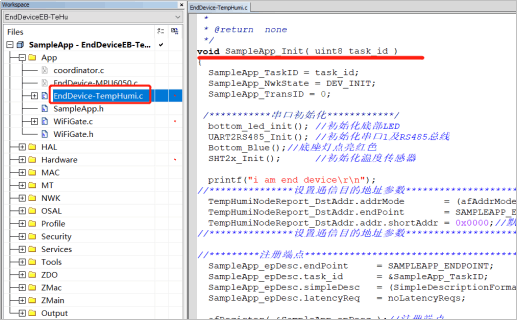 Workspace
EndDeviceEB-TeHu
Files
SampleApp - EndDeviceEB-Te...
App
coordinator.c
EndDevice-MPU6050.c
EndDevice-TempHumi.c
SampleApp.h
WiFiGate.c
WiFiGate.h
HAL
Hardware
MAC
MT
NWK
OSAL
Profile
Security
Services
Tools
ZDO
ZMac
ZMain
Output
EndDevice-TempHumi.c
*
* @return none
*/
void SampleApp_Init( uint8 task_id )
{
SampleApp_TaskID = task_id;
SampleApp_NwkState = DEV_INIT;
SampleApp_TransID = 0;
/***********串口初始化************/
bottom_led_init(); //初始化底部LED
UART2RS485_Init(); //初始化串口1及RS485总线
Bottom_Blue();//底座灯点亮红色
SHT2x_Init(); //初始化温度传感器
printf("i am end device\r\n");
//***************设置通信目的地址参数*****************
TempHumiNodeReport_DstAddr.addrMode = (afAddrMode
TempHumiNodeReport_DstAddr.endPoint = SAMPLEAPP_E
TempHumiNodeReport_DstAddr.addr.shortAddr = 0x0000;//
//***************设置通信目的地址参数*****************
//*********注册端点*****************
SampleApp_epDesc.endPoint = SAMPLEAPP_ENDPOINT;
SampleApp_epDesc.task_id = &SampleApp_TaskID;
SampleApp_epDesc.simpleDesc = (SimpleDescriptionForma
SampleApp_epDesc.latencyReq = noLatencyReqs;